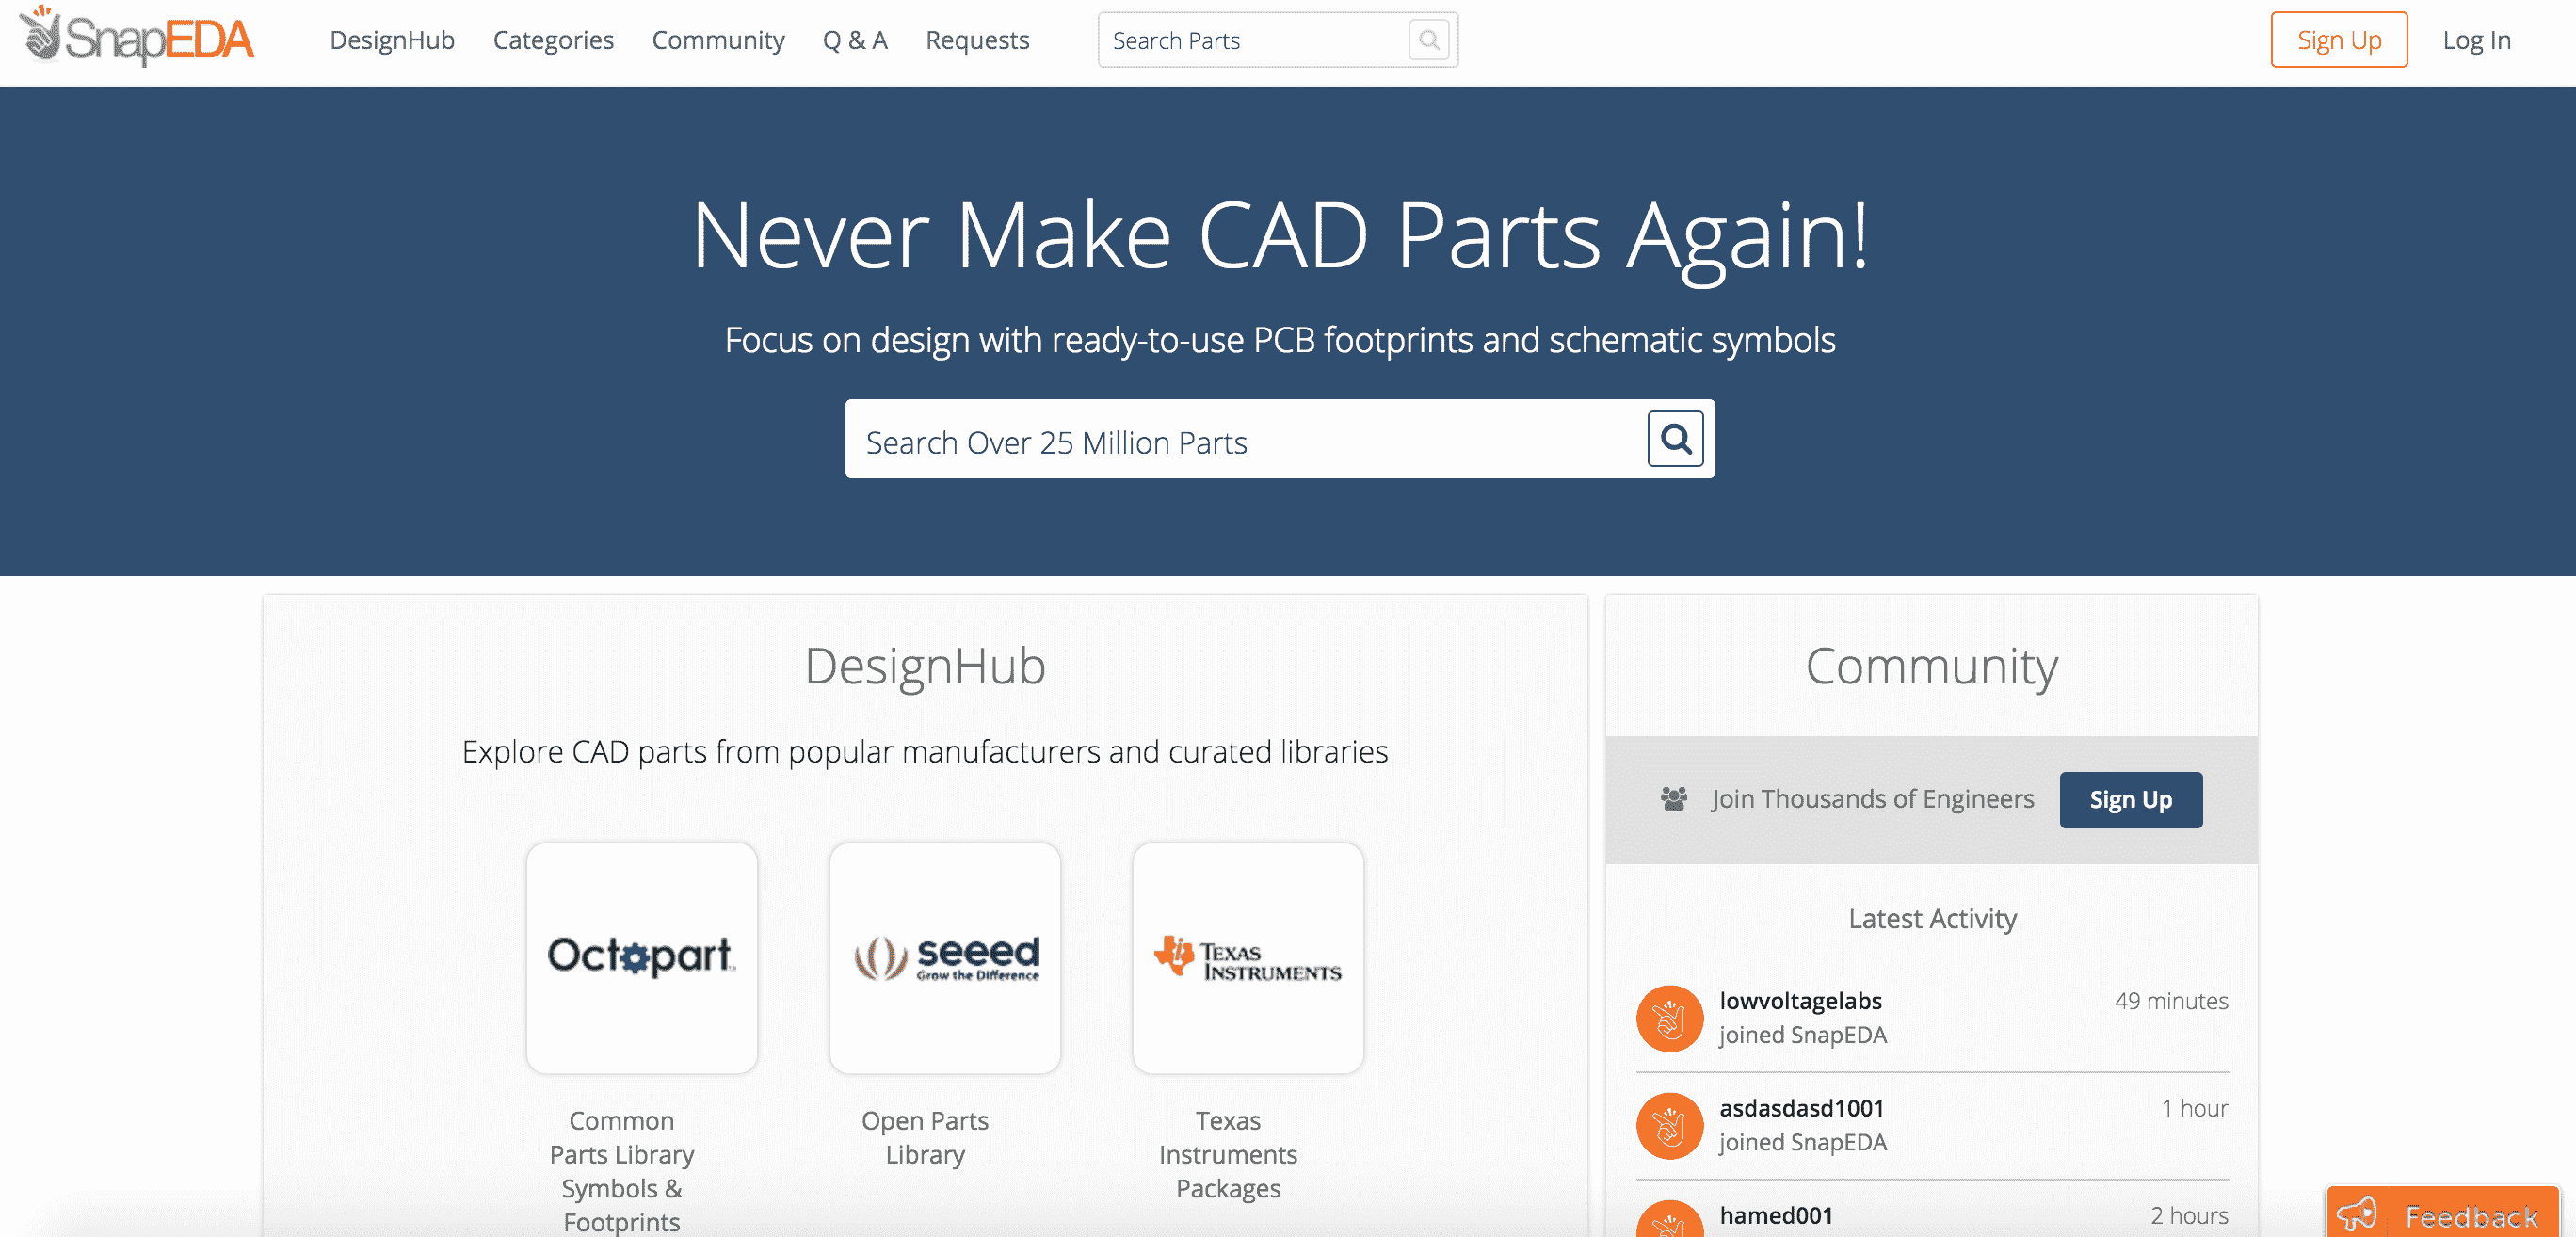 SnapEDA DesignHub Categories Community Q & A Requests Search Parts Sign Up Log In
Never Make CAD Parts Again!
Focus on design with ready-to-use PCB footprints and schematic symbols
Search Over 25 Million Parts
DesignHub
Explore CAD parts from popular manufacturers and curated libraries
Octopart
seeed
Grow the Difference
TEXAS
INSTRUMENTS
Common
Parts Library
Symbols &
Footprints
Open Parts
Library
Texas
Instruments
Packages
Community
Join Thousands of Engineers Sign Up
Latest Activity
lowvoltagelabs 49 minutes
joined SnapEDA
asdasdasd1001 1 hour
joined SnapEDA
hamed001 2 hours
Feedback